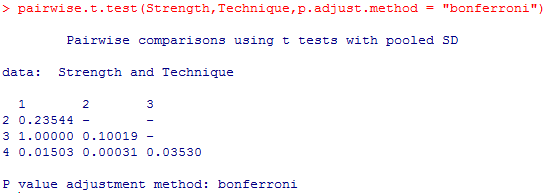 > pairwise.t.test(Strength,Technique,p.adjust.method = "bonferroni")
Pairwise comparisons using t tests with pooled SD
data:  Strength and Technique
1 2 3
2 0.23544 - -
3 1.00000 0.10019 -
4 0.01503 0.00031 0.03530
P value adjustment method: bonferroni